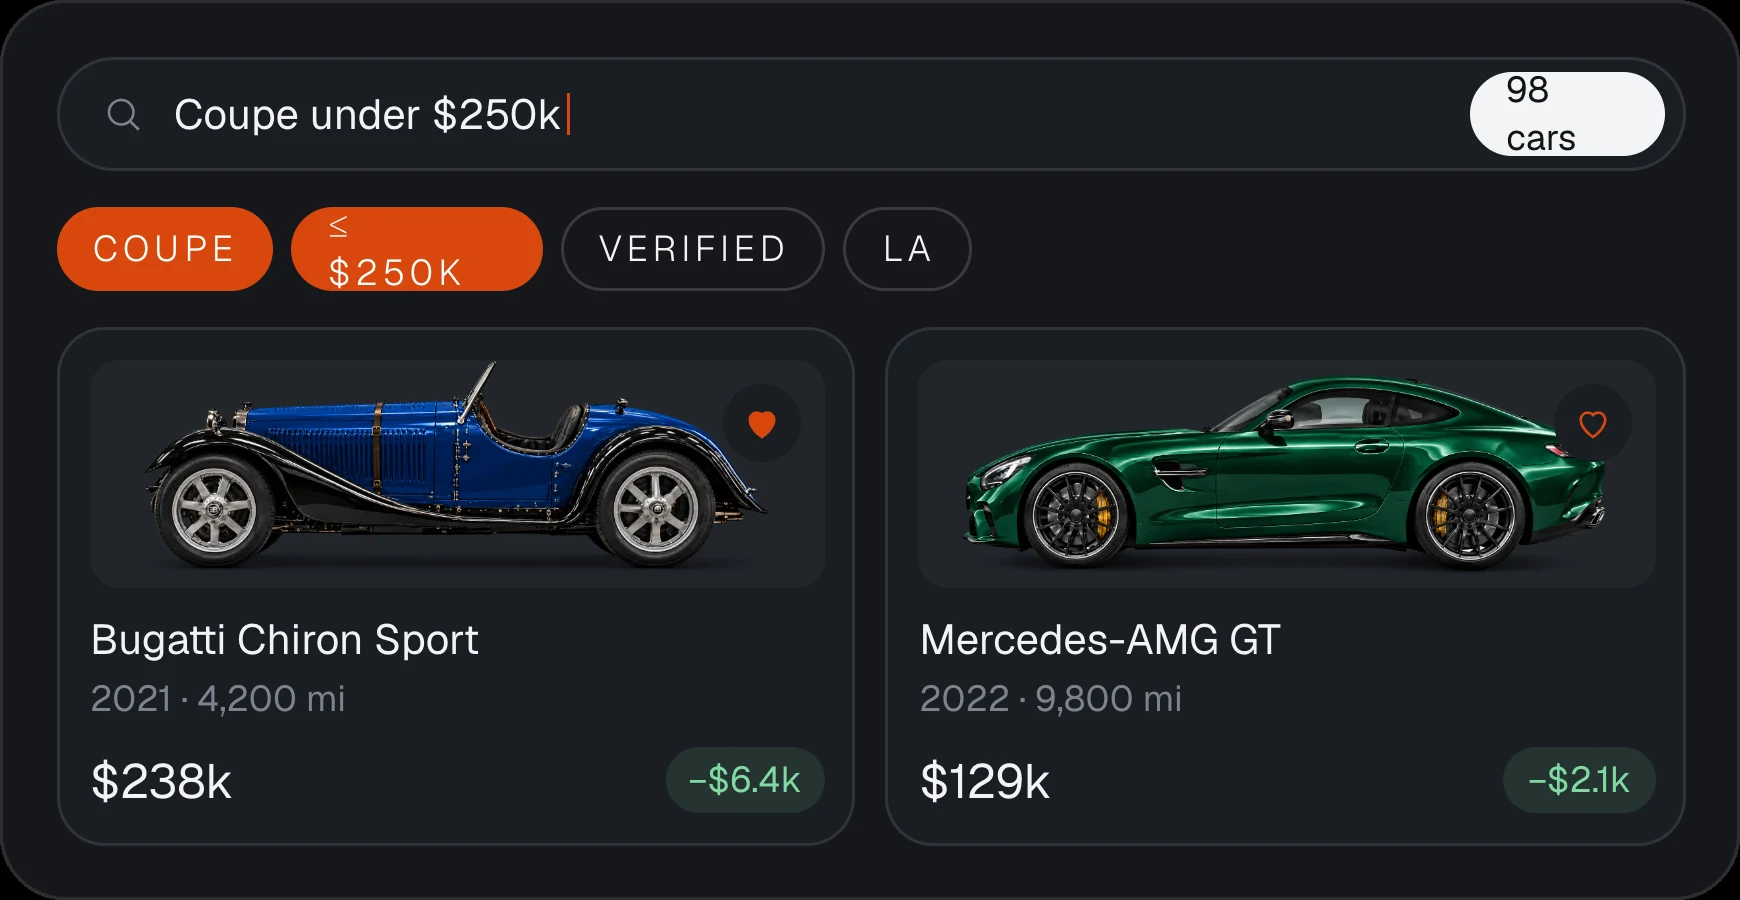 Coupe under $250k
98
cars
COUPE
≤
$250K
VERIFIED
LA
Bugatti Chiron Sport
2021 · 4,200 mi
$238k
−$6.4k
Mercedes-AMG GT
2022 · 9,800 mi
$129k
−$2.1k